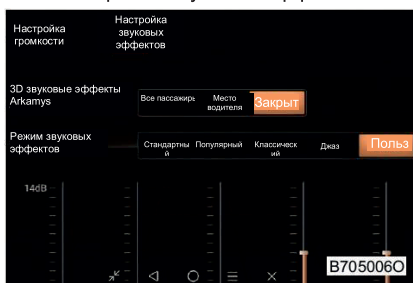 Настройка
громкости
Настройка
звуковых
эффектов
3D звуковые эффекты
Arkamys
Все пассажиры
Место
водителя
Закрыт
Режим звуковых
эффектов
Стандартны
й
Популярный
Классическ
ий
Джаз
Польз
14dB
B705006O